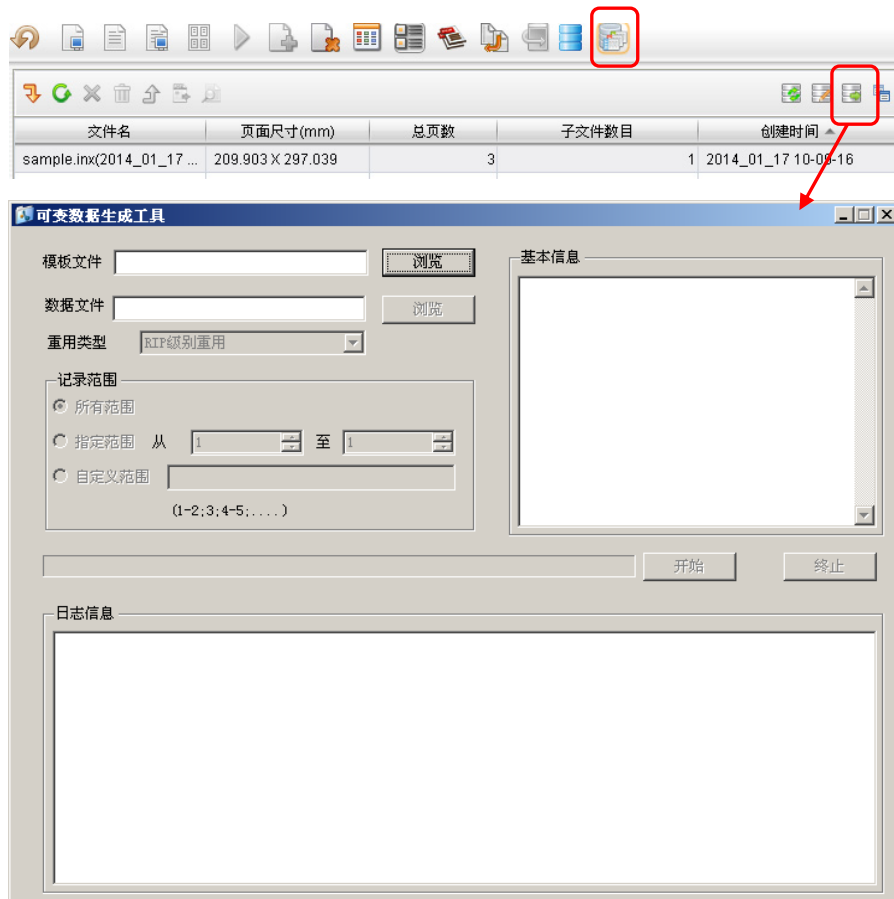 文件名 页面尺寸(mm) 总页数 子文件数目 创建时间
sample.inx(2014_01_17 ... 209.903 X 297.039 3 1 2014_01_17 10-09-16
可变数据生成工具
模板文件 浏览 基本信息
数据文件 浏览
重用类型 RIP级别重用
记录范围
所有范围
指定范围 从 1 至 1
自定义范围
(1-2;3;4-5;....)
开始 终止
日志信息